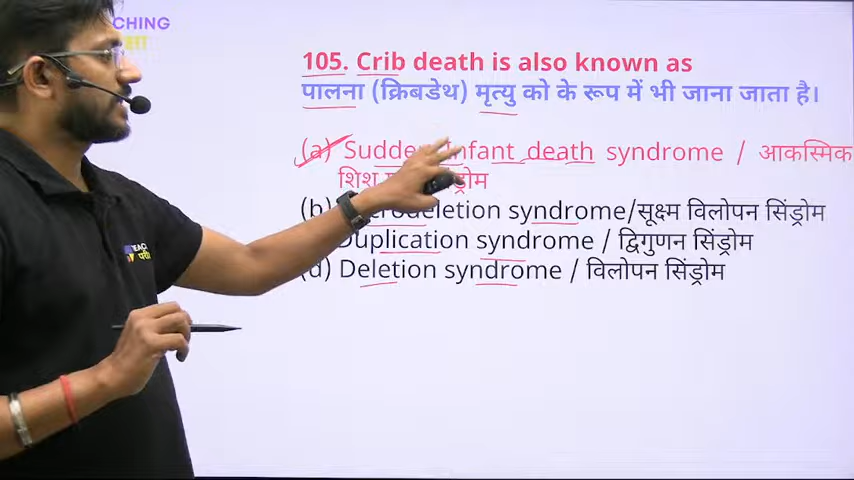 CHING
105. Crib death is also known as
पालना (क्रिबडेथ) मृत्यु को के रूप में भी जाना जाता है।
(a) Sudden Infant death syndrome / आकस्मिक
सिंड्रोम
(b) syndrome/सूक्ष्म विलोपन सिंड्रोम
Duplication syndrome / द्विगुणन सिंड्रोम
(d) Deletion syndrome / विलोपन सिंड्रोम